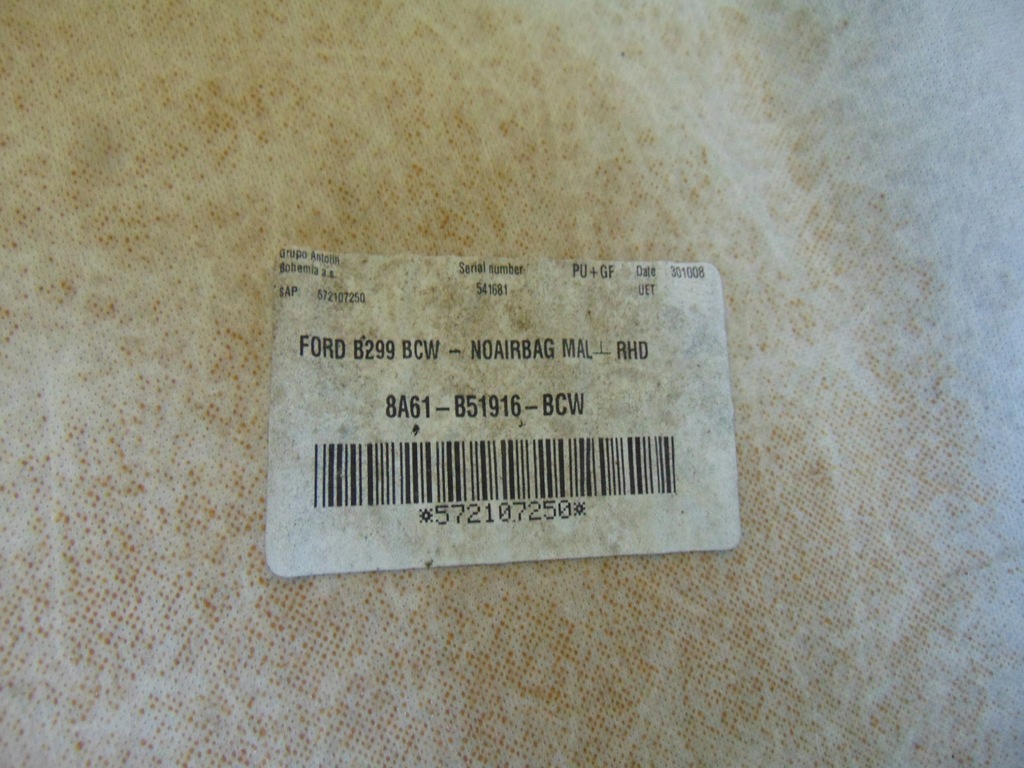 Grupo Antolin
Bohemia a.s.
Serial number
PU+GF
Date 301008
SAP 572107250
541681
UET
FORD B299 BCW - NOAIRBAG MAL- RHD
8A61-B51916-BCW
*572107250*